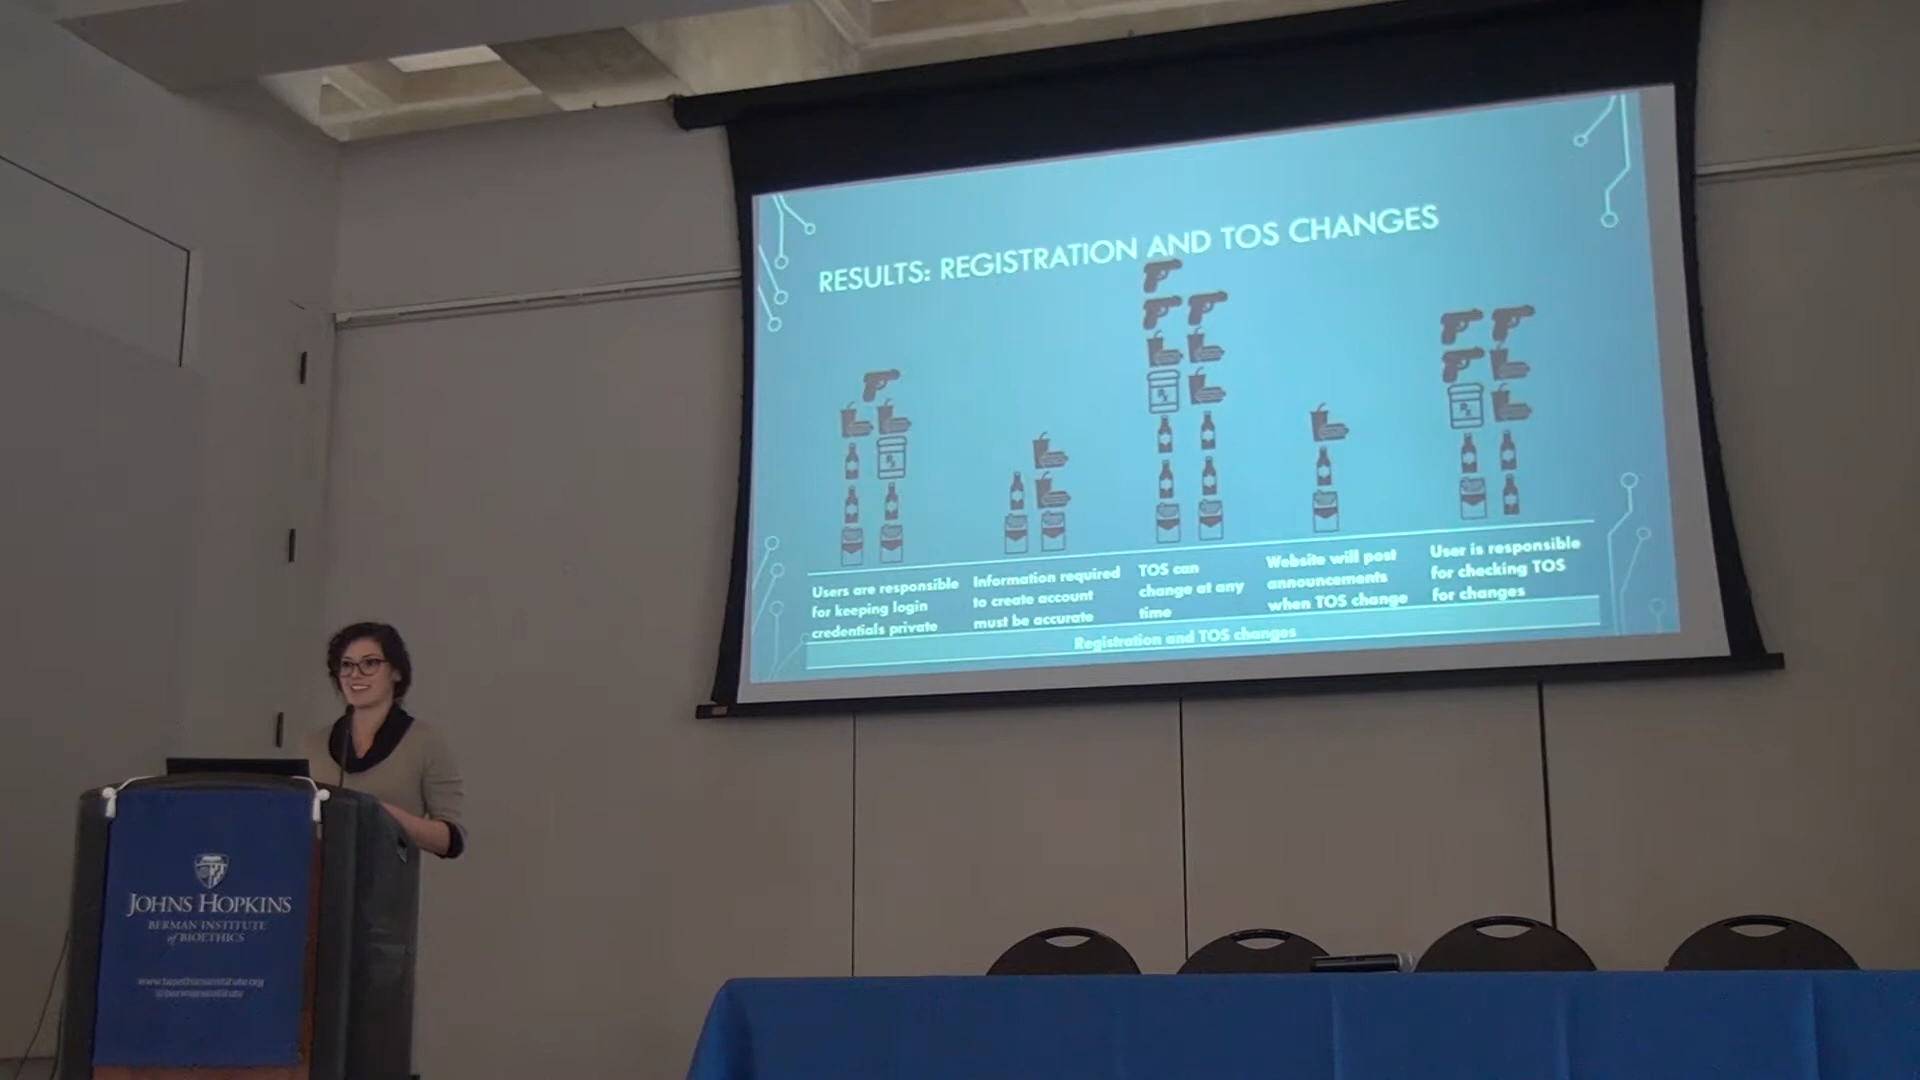 RESULTS: REGISTRATION AND TOS CHANGES
Users are responsible
for keeping login
credentials private
Information required
to create account
must be accurate
TOS can
change at any
time
Website will post
announcements
when TOS change
User is responsible
for checking TOS
for changes
Registration and TOS changes
JOHNS HOPKINS
BERMAN INSTITUTE
of BIOETHICS